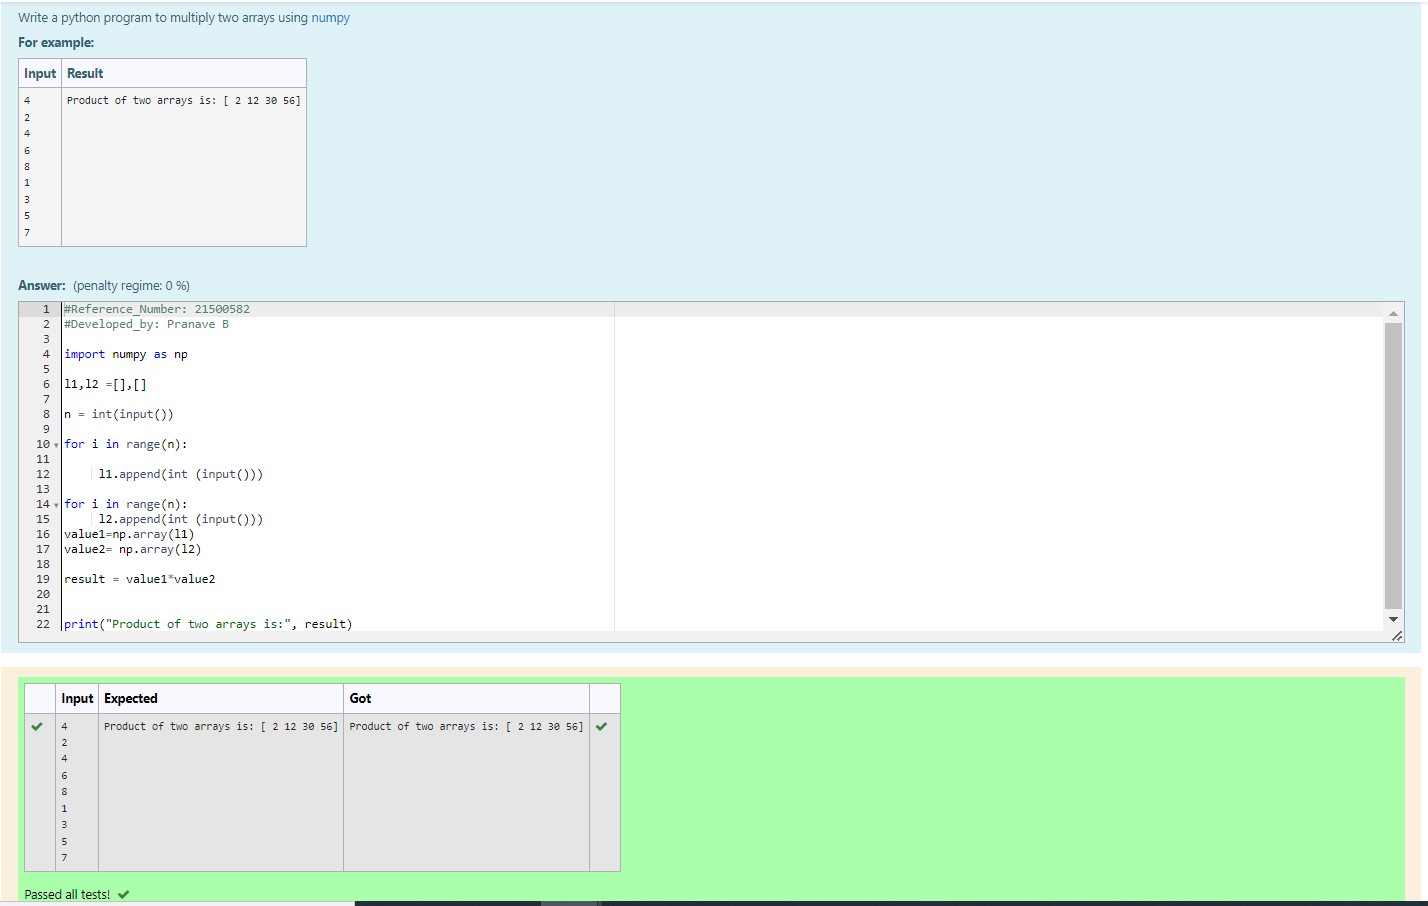 Write a python program to multiply two arrays using numpy
For example:
Input Result
4 Product of two arrays is: [ 2 12 30 56]
2
4
6
8
1
3
5
7
Answer: (penalty regime: 0 %)
1 #Reference_Number: 21500582
2 #Developed_by: Pranave B
3
4 import numpy as np
5
6 l1,l2 =[],[]
7
8 n = int(input())
9
10 for i in range(n):
11
12 l1.append(int (input()))
13
14 for i in range(n):
15 l2.append(int (input()))
16 value1=np.array(l1)
17 value2= np.array(l2)
18
19 result = value1*value2
20
21
22 print("Product of two arrays is:", result)
Input Expected Got
4 Product of two arrays is: [ 2 12 30 56] Product of two arrays is: [ 2 12 30 56]
2
4
6
8
1
3
5
7
Passed all tests!